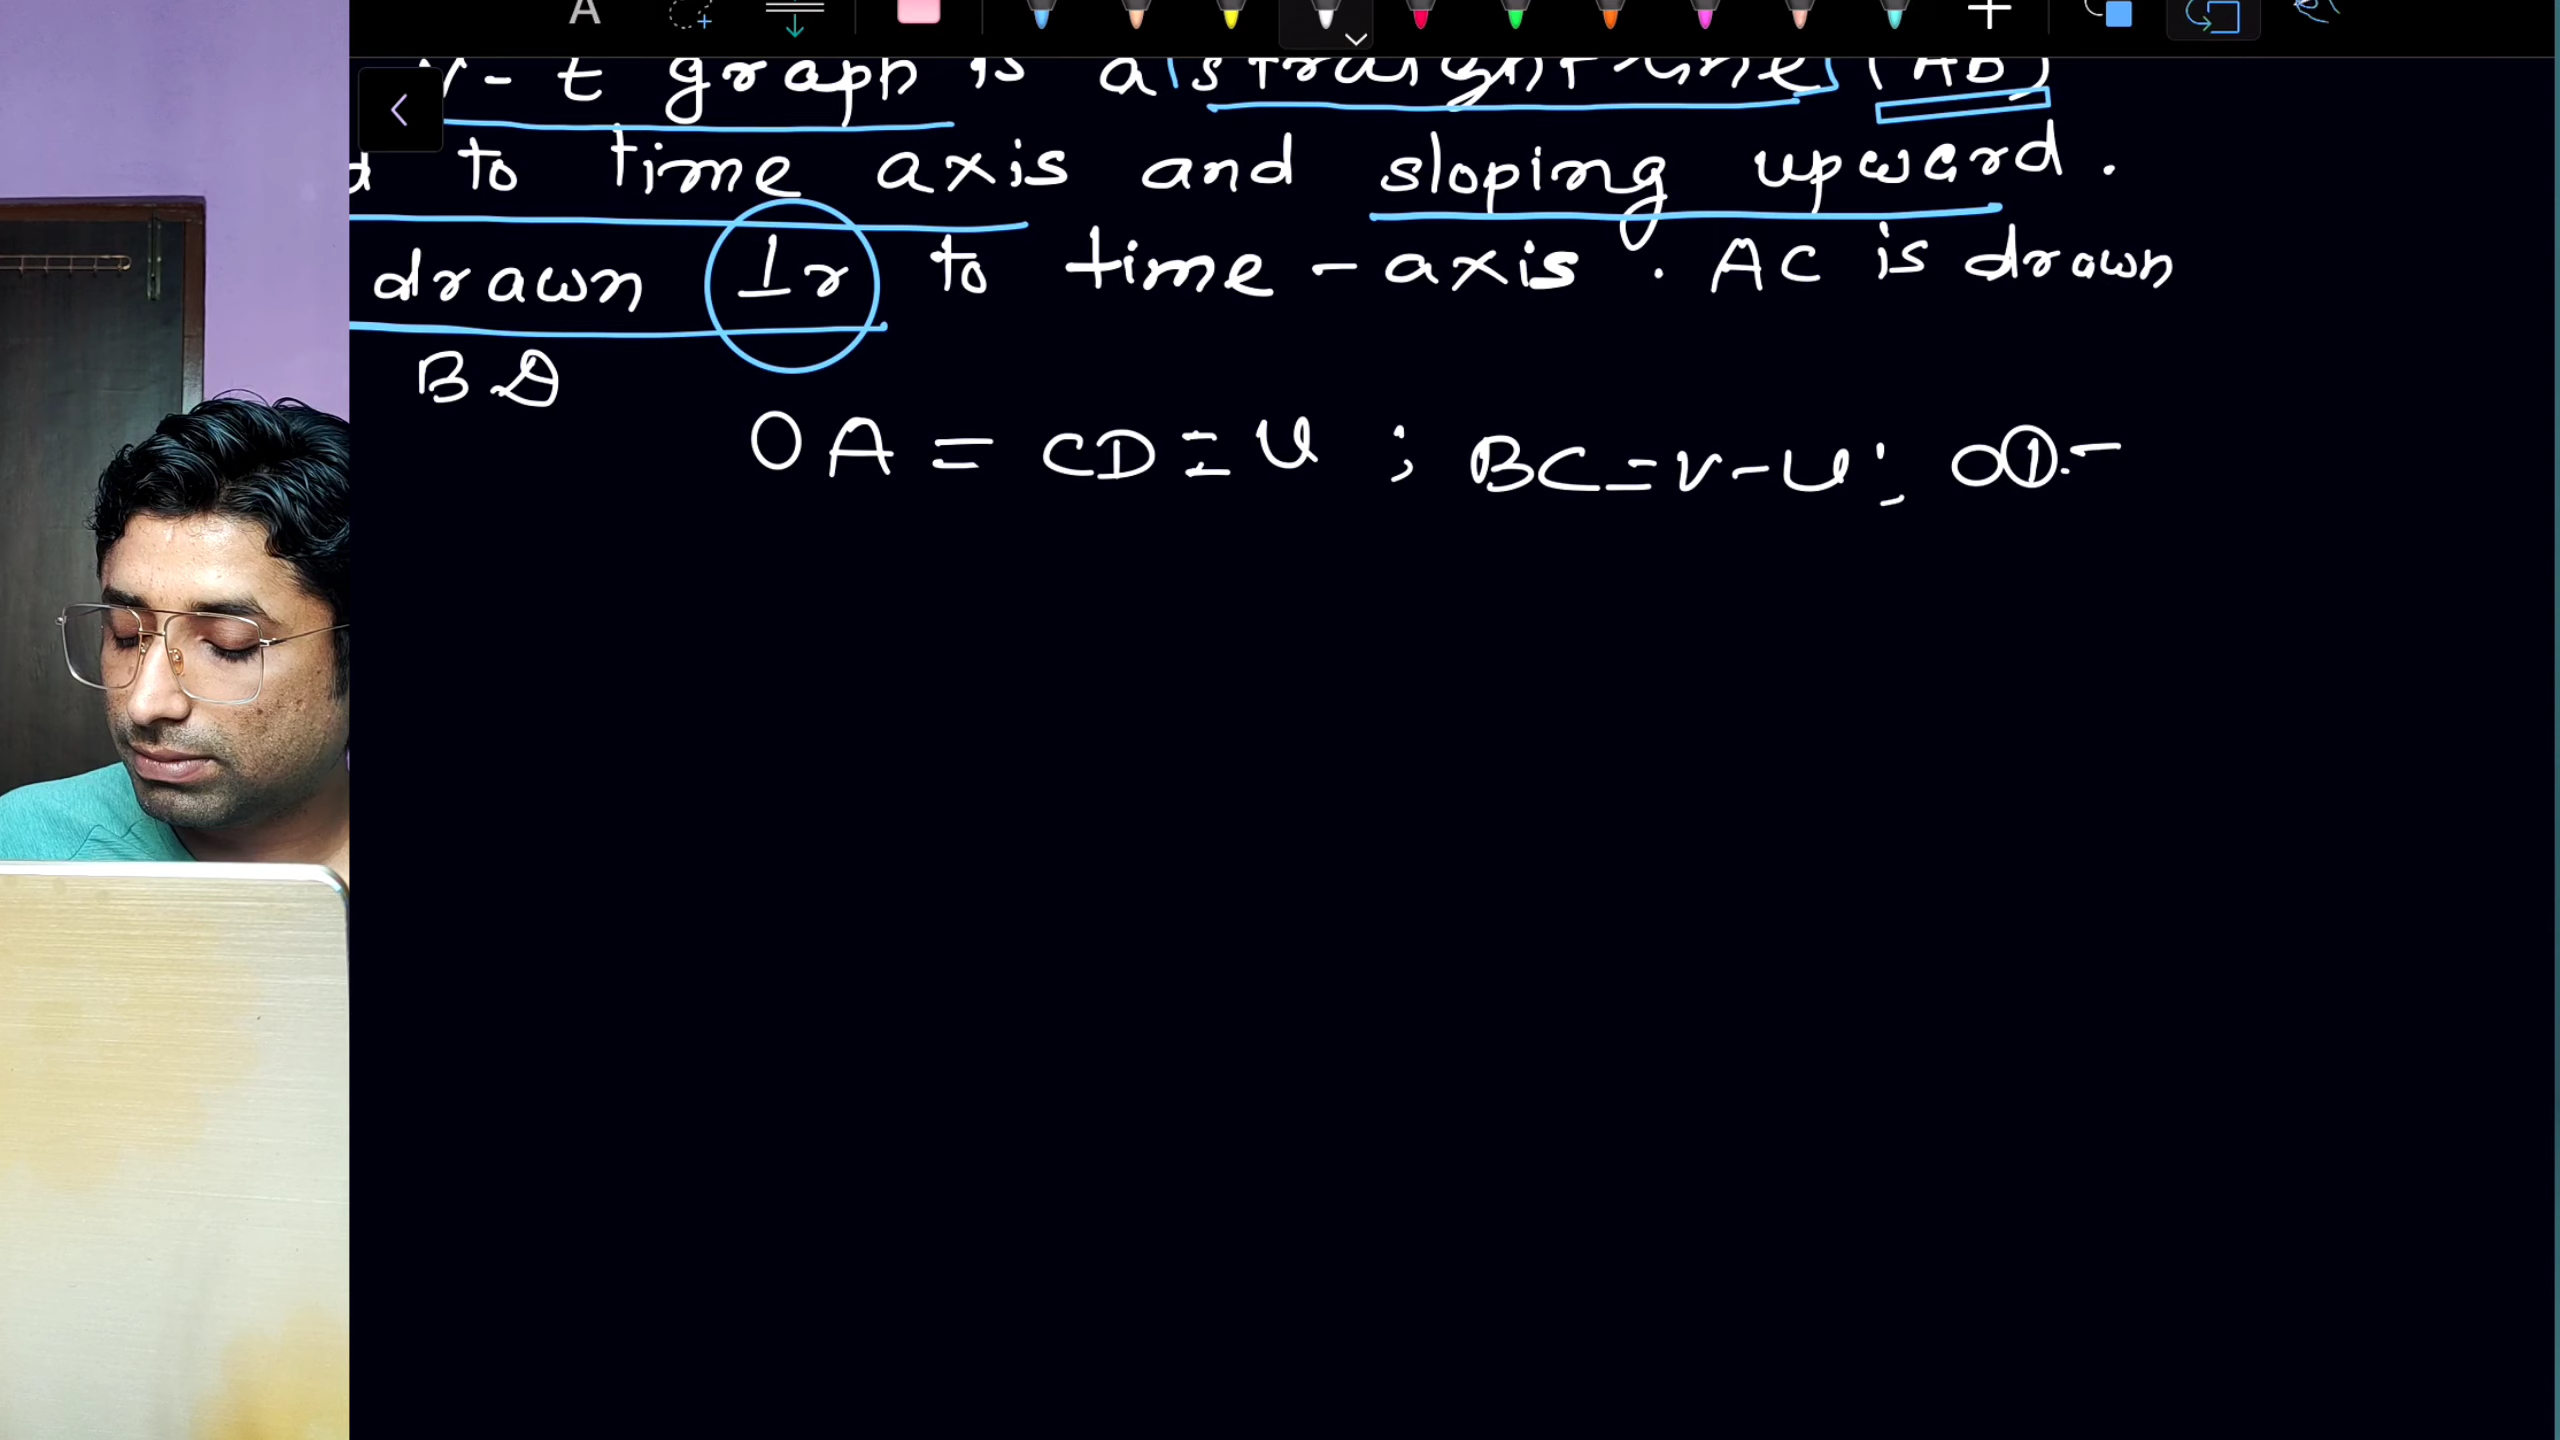 A
V-t graph is a straight line (AB)
d to time axis and sloping upward.
drawn ⊥r to time-axis. AC is drawn
BD
OA = CD = u ; BC = v-u ; OD =